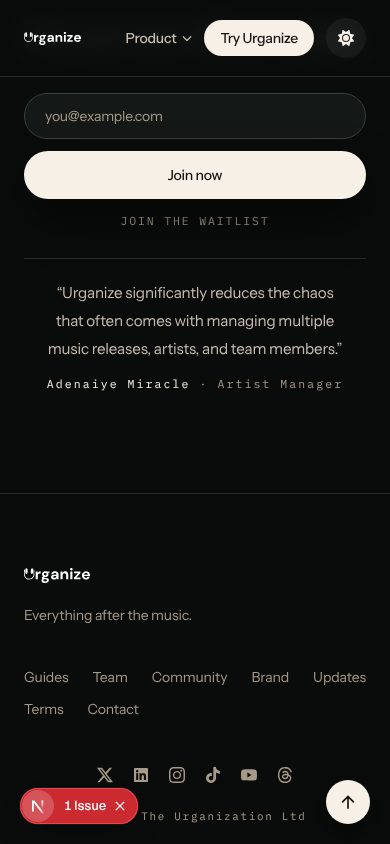 Urganize
Product
Try Urganize
you@example.com
Join now
JOIN THE WAITLIST
“Urganize significantly reduces the chaos
that often comes with managing multiple
music releases, artists, and team members.”
Adenaiye Miracle · Artist Manager
Urganize
Everything after the music.
Guides Team Community Brand Updates
Terms Contact
N 1 Issue
The Organization Ltd